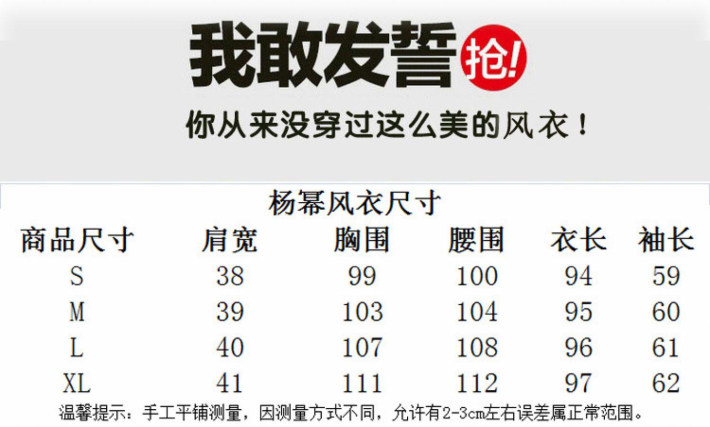 我敢发誓 抢!
你从来没穿过这么美的风衣!
杨幂风衣尺寸
商品尺寸 肩宽 胸围 腰围 衣长 袖长
S 38 99 100 94 59
M 39 103 104 95 60
L 40 107 108 96 61
XL 41 111 112 97 62
温馨提示：手工平铺测量，因测量方式不同，允许有2-3cm左右误差属正常范围。